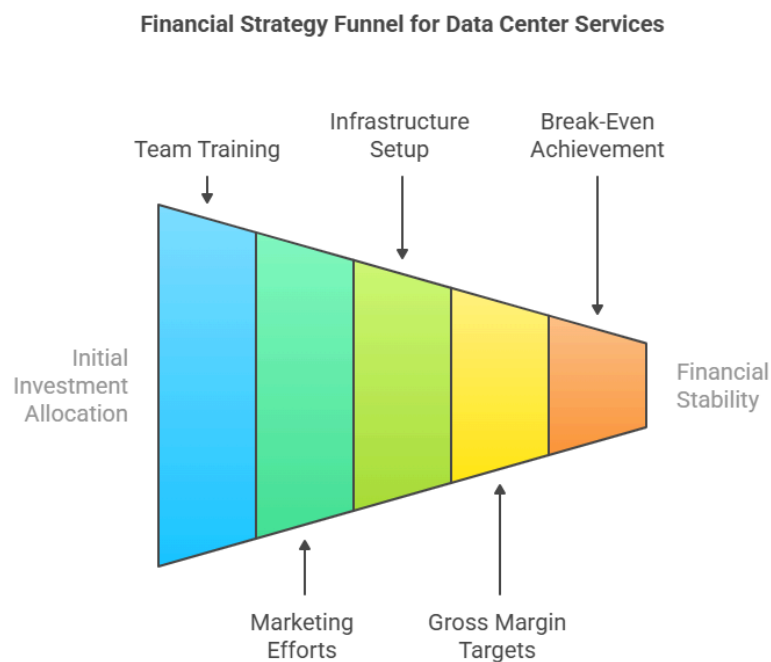 Financial Strategy Funnel for Data Center Services
Team Training
Infrastructure
Setup
Break-Even
Achievement
Initial
Investment
Allocation
Financial
Stability
Marketing
Efforts
Gross Margin
Targets